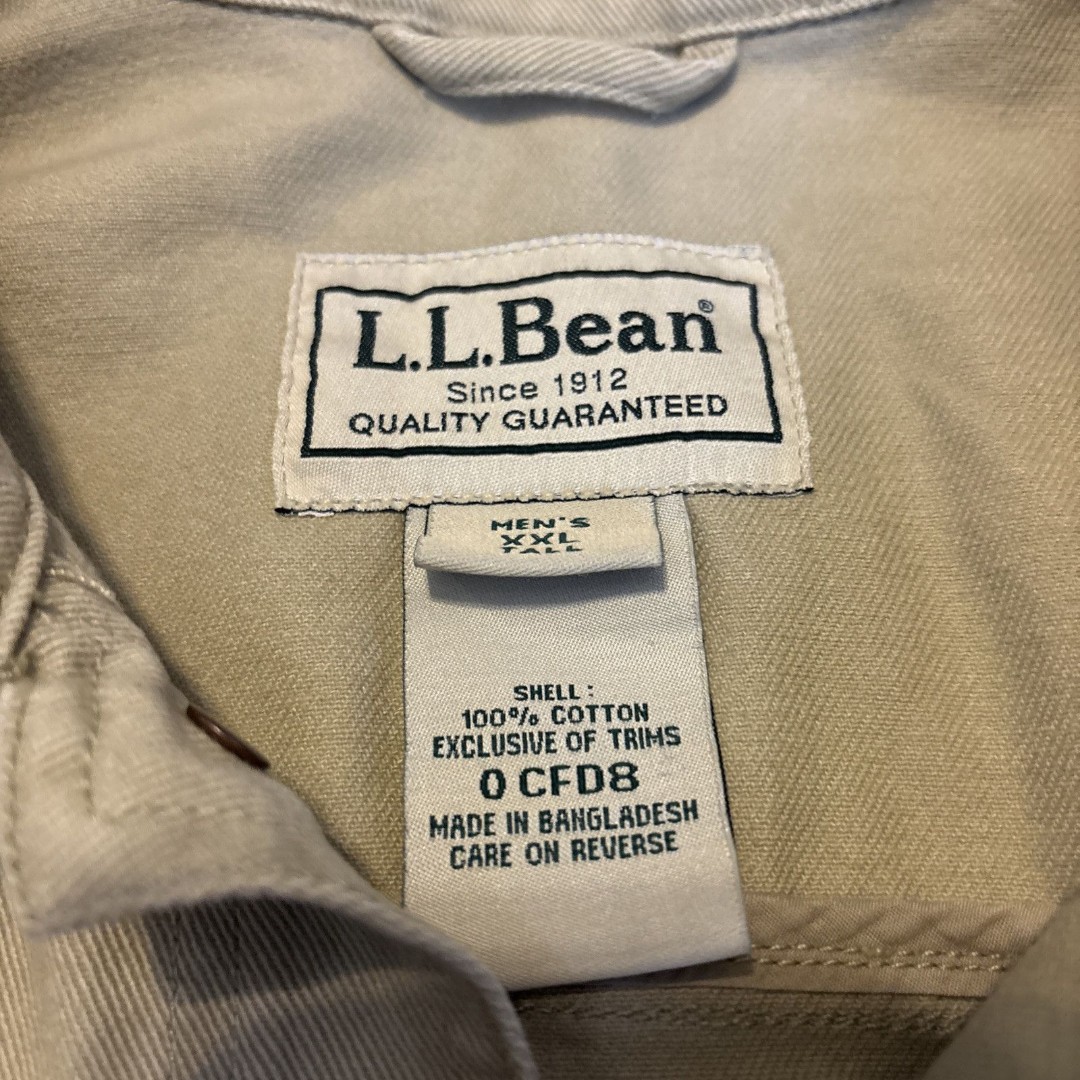 L.L.Bean®
Since 1912
QUALITY GUARANTEED
MEN'S
XXL
TALL
SHELL:
100% COTTON
EXCLUSIVE OF TRIMS
0 CFD8
MADE IN BANGLADESH
CARE ON REVERSE